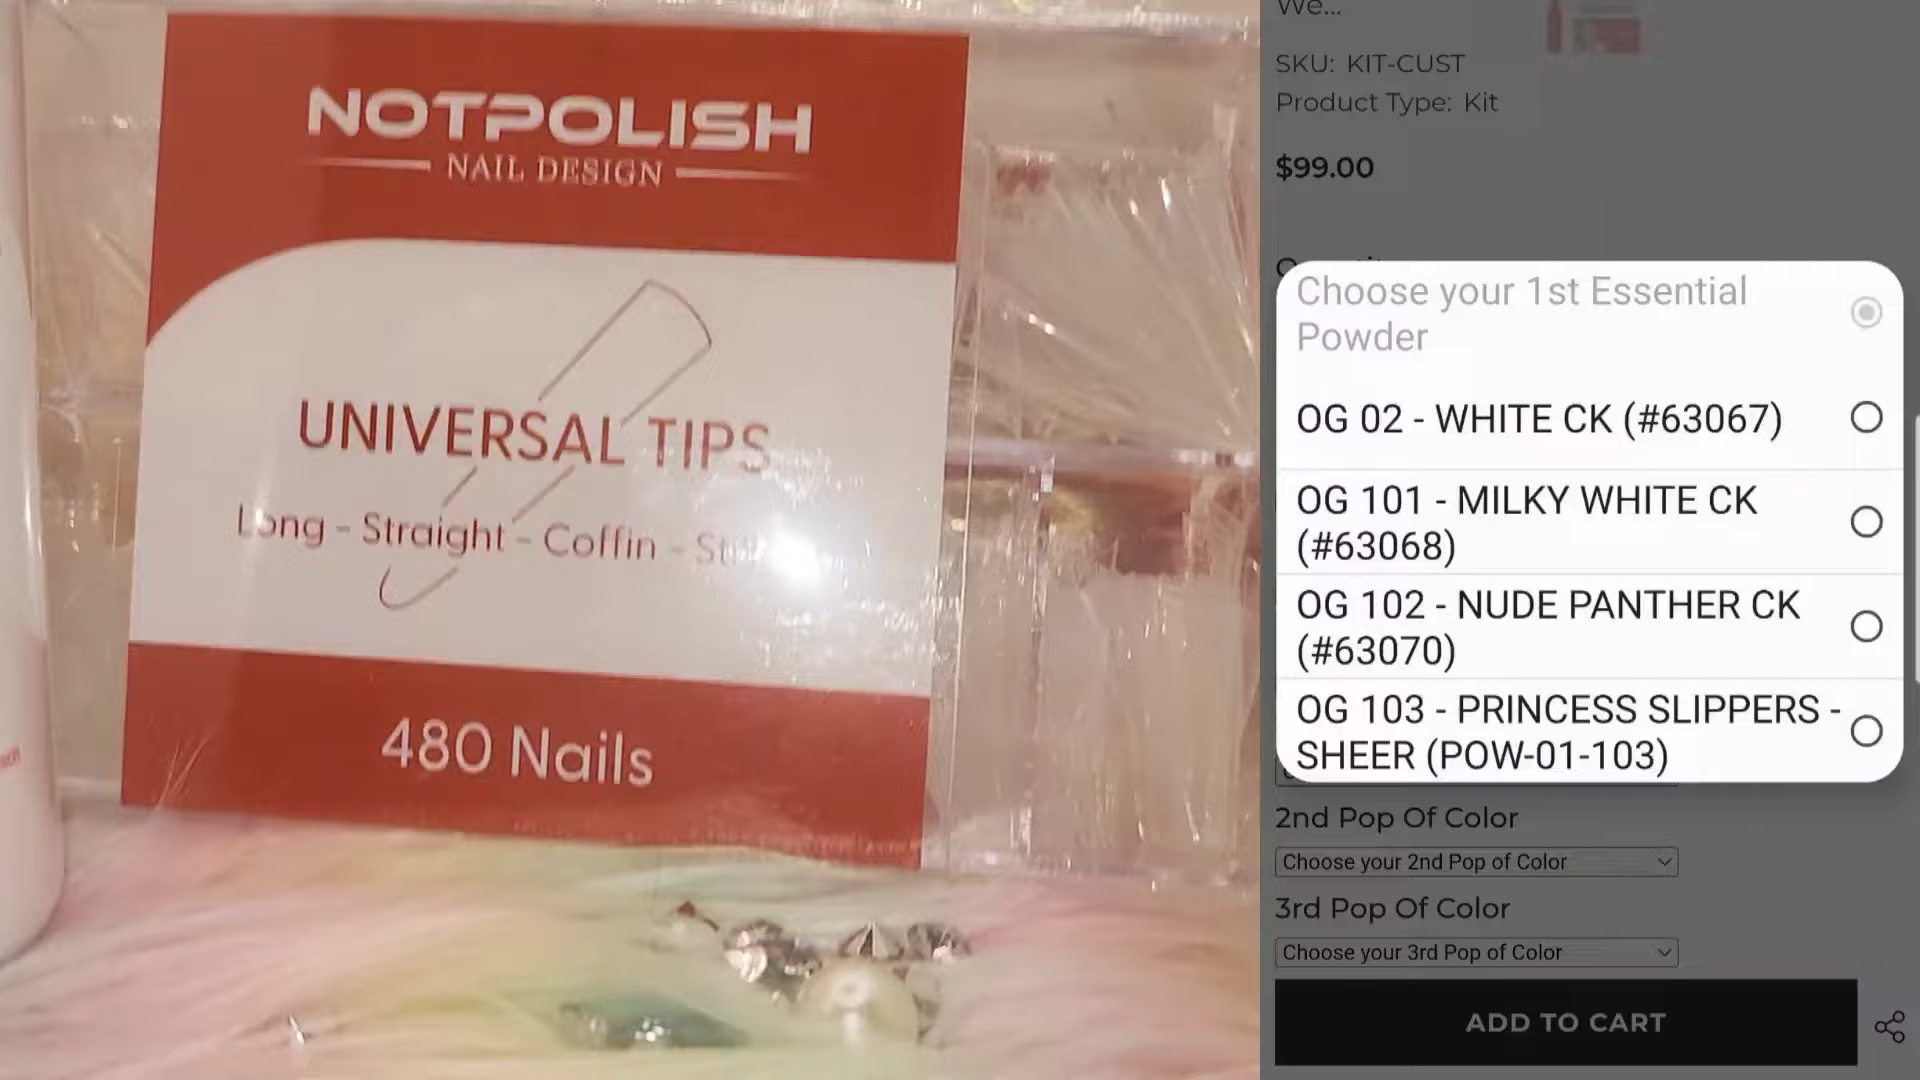 NOTPOLISH
NAIL DESIGN
UNIVERSAL TIPS
Long - Straight - Coffin -
480 Nails
We...
SKU: KIT-CUST
Product Type: Kit
$99.00
Choose your 1st Essential
Powder
OG 02 - WHITE CK (#63067)
OG 101 - MILKY WHITE CK
(#63068)
OG 102 - NUDE PANTHER CK
(#63070)
OG 103 - PRINCESS SLIPPERS -
SHEER (POW-01-103)
2nd Pop Of Color
Choose your 2nd Pop of Color
3rd Pop Of Color
Choose your 3rd Pop of Color
ADD TO CART